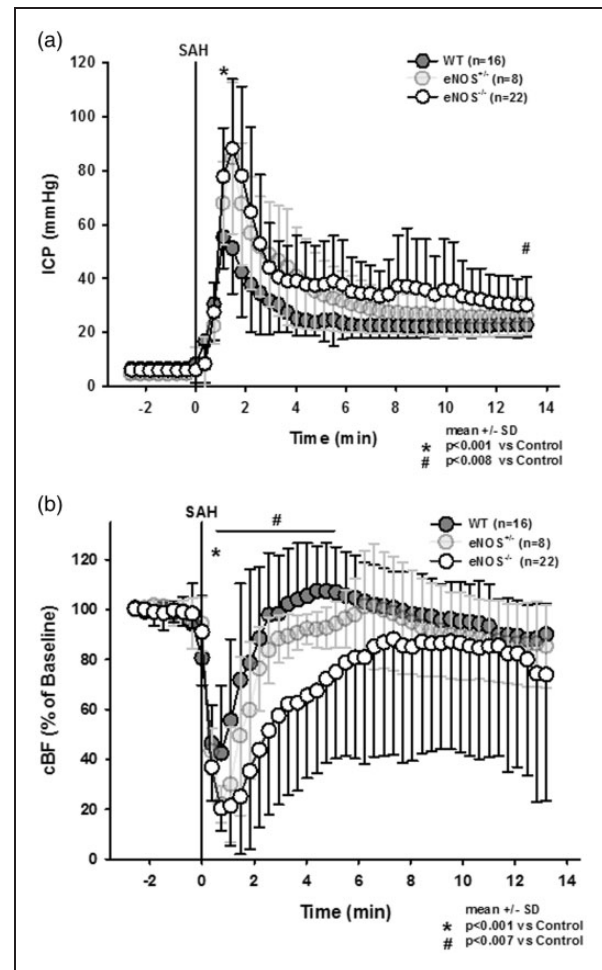 (a)
SAH
*
WT (n=16)
eNOS+/- (n=8)
eNOS-/- (n=22)
120
100
80
60
40
20
0
ICP (mmHg)
#
-2 0 2 4 6 8 10 12 14
Time (min)
mean +/- SD
* p<0.001 vs Control
# p<0.008 vs Control
(b)
SAH
#
*
WT (n=16)
eNOS+/- (n=8)
eNOS-/- (n=22)
120
100
80
60
40
20
0
cBF (% of Baseline)
-2 0 2 4 6 8 10 12 14
Time (min)
mean +/- SD
* p<0.001 vs Control
# p<0.007 vs Control